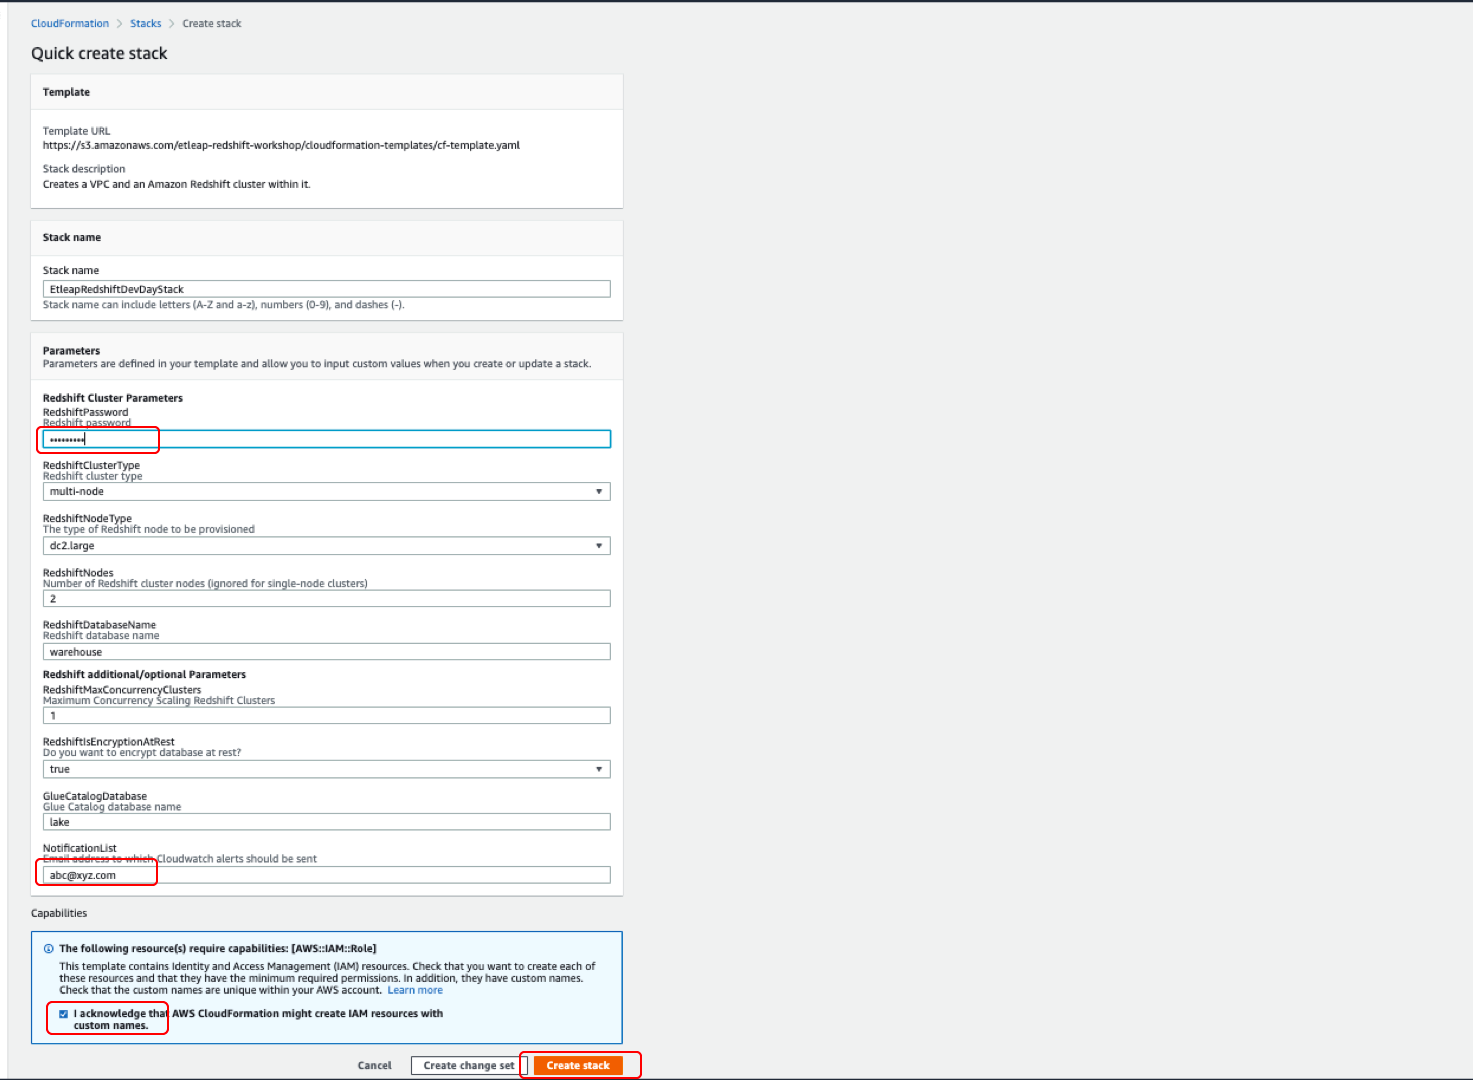 CloudFormation > Stacks > Create stack
Quick create stack
Template
Template URL
https://s3.amazonaws.com/etleap-redshift-workshop/cloudformation-templates/cf-template.yaml
Stack description
Creates a VPC and an Amazon Redshift cluster within it.
Stack name
Stack name
EtleapRedshiftDevDayStack
Stack name can include letters (A-Z and a-z), numbers (0-9), and dashes (-).
Parameters
Parameters are defined in your template and allow you to input custom values when you create or update a stack.
Redshift Cluster Parameters
RedshiftPassword
Redshift password
•••••••••
RedshiftClusterType
Redshift cluster type
multi-node
RedshiftNodeType
The type of Redshift node to be provisioned
dc2.large
RedshiftNodes
Number of Redshift cluster nodes (ignored for single-node clusters)
2
RedshiftDatabaseName
Redshift database name
warehouse
Redshift additional/optional Parameters
RedshiftMaxConcurrencyClusters
Maximum Concurrency Scaling Redshift Clusters
1
RedshiftIsEncryptionAtRest
Do you want to encrypt database at rest?
true
GlueCatalogDatabase
Glue Catalog database name
lake
NotificationList
Email address to which Cloudwatch alerts should be sent
abc@xyz.com
Capabilities
The following resource(s) require capabilities: [AWS::IAM::Role]
This template contains Identity and Access Management (IAM) resources. Check that you want to create each of
these resources and that they have the minimum required permissions. In addition, they have custom names.
Check that the custom names are unique within your AWS account. Learn more
I acknowledge that AWS CloudFormation might create IAM resources with
custom names.
Cancel Create change set Create stack